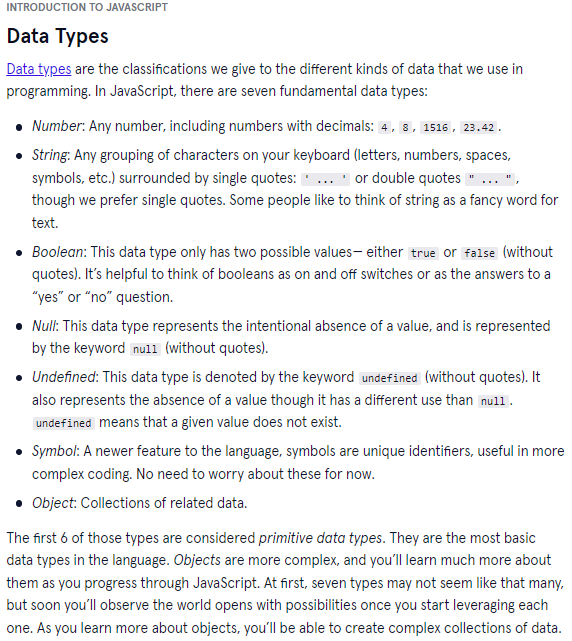 INTRODUCTION TO JAVASCRIPT
Data Types
Data types are the classifications we give to the different kinds of data that we use in
programming. In JavaScript, there are seven fundamental data types:
• Number: Any number, including numbers with decimals: 4, 8, 1516, 23.42.
• String: Any grouping of characters on your keyboard (letters, numbers, spaces,
symbols, etc.) surrounded by single quotes: ' ... ' or double quotes " ... ",
though we prefer single quotes. Some people like to think of string as a fancy word for
text.
• Boolean: This data type only has two possible values— either true or false (without
quotes). It’s helpful to think of booleans as on and off switches or as the answers to a
“yes” or “no” question.
• Null: This data type represents the intentional absence of a value, and is represented
by the keyword null (without quotes).
• Undefined: This data type is denoted by the keyword undefined (without quotes). It
also represents the absence of a value though it has a different use than null.
undefined means that a given value does not exist.
• Symbol: A newer feature to the language, symbols are unique identifiers, useful in more
complex coding. No need to worry about these for now.
• Object: Collections of related data.
The first 6 of those types are considered primitive data types. They are the most basic
data types in the language. Objects are more complex, and you’ll learn much more about
them as you progress through JavaScript. At first, seven types may not seem like that many,
but soon you’ll observe the world opens with possibilities once you start leveraging each
one. As you learn more about objects, you’ll be able to create complex collections of data.